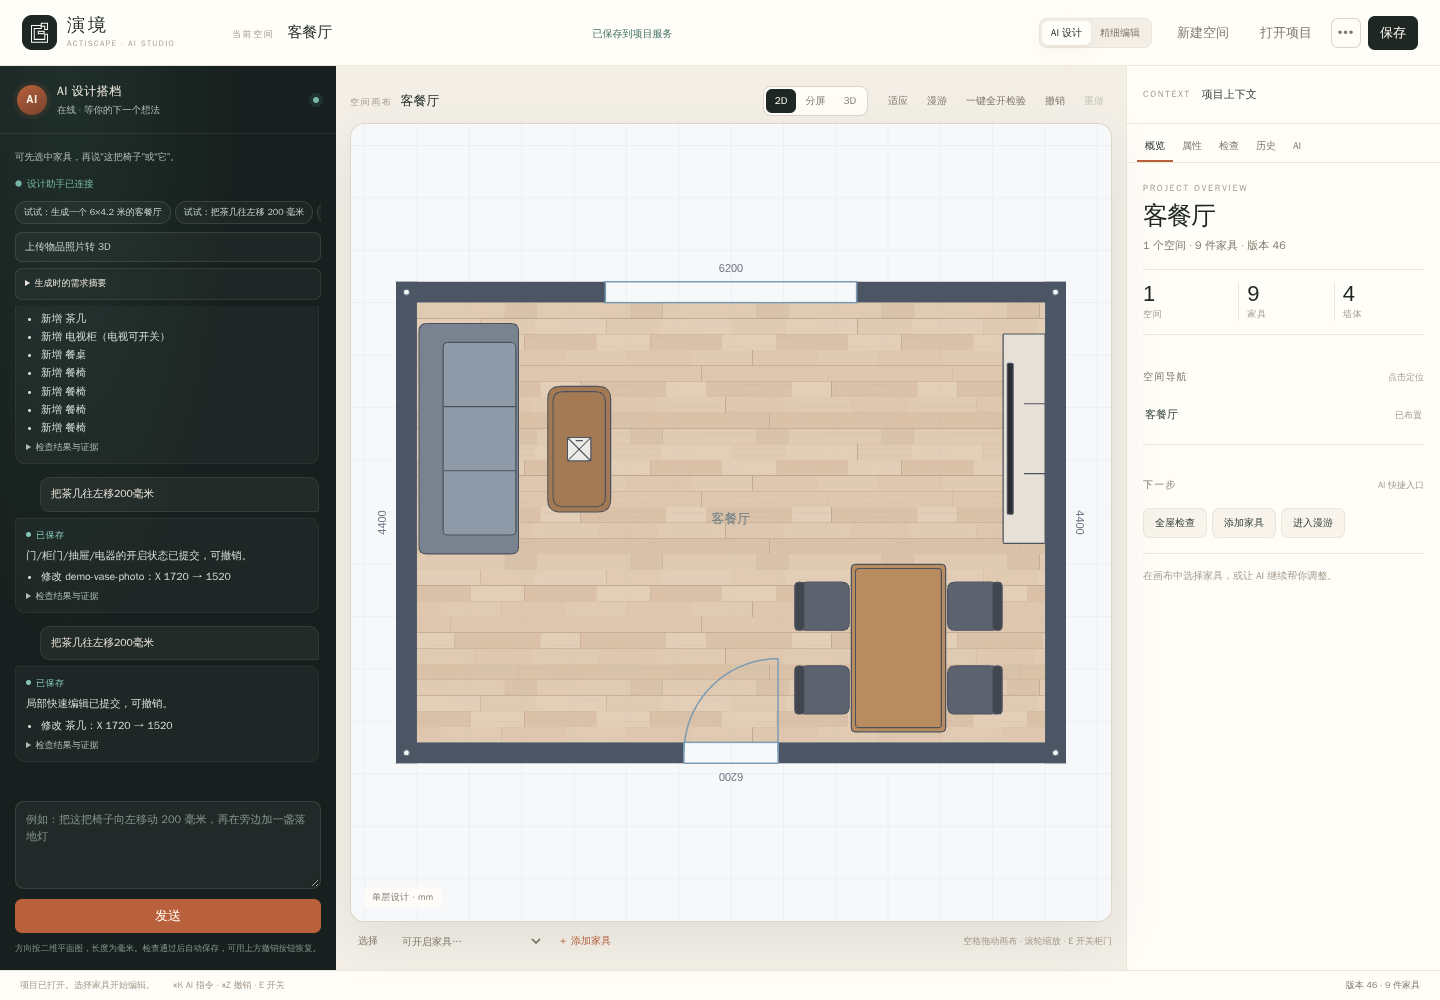 演境
ACTISCAPE · AI STUDIO
当前空间 客餐厅
已保存到项目服务
AI 设计 精细编辑 新建空间 打开项目 ••• 保存
AI
AI 设计搭档
在线 · 等你的下一个想法
可先选中家具，再说“这把椅子”或“它”。
设计助手已连接
试试：生成一个 6×4.2 米的客餐厅 试试：把茶几往左移 200 毫米
上传物品照片转 3D
生成时的需求摘要
新增 茶几
新增 电视柜（电视可开关）
新增 餐桌
新增 餐椅
新增 餐椅
新增 餐椅
新增 餐椅
检查结果与证据
把茶几往左移200毫米
已保存
门/柜门/抽屉/电器的开启状态已提交，可撤销。
修改 demo-vase-photo：X 1720 → 1520
检查结果与证据
把茶几往左移200毫米
已保存
局部快速编辑已提交，可撤销。
修改 茶几：X 1720 → 1520
检查结果与证据
例如：把这把椅子向左移动 200 毫米，再在旁边加一盏落
地灯
发送
方向按二维平面图，长度为毫米。检查通过后自动保存，可用上方撤销按钮恢复。
空间画布 客餐厅
2D 分屏 3D 适应 漫游 一键全开检验 撤销 重做
6200
4400
客餐厅
4400
6200
单层设计 · mm
选择 可开启家具… ＋ 添加家具
空格拖动画布 · 滚轮缩放 · E 开关柜门
CONTEXT 项目上下文
概览 属性 检查 历史 AI
PROJECT OVERVIEW
客餐厅
1 个空间 · 9 件家具 · 版本 46
1 9 4
空间 家具 墙体
空间导航 点击定位
客餐厅 已布置
下一步 AI 快捷入口
全屋检查 添加家具 进入漫游
在画布中选择家具，或让 AI 继续帮你调整。
项目已打开。选择家具开始编辑。 ⌘K AI 指令 · ⌘Z 撤销 · E 开关
版本 46 · 9 件家具